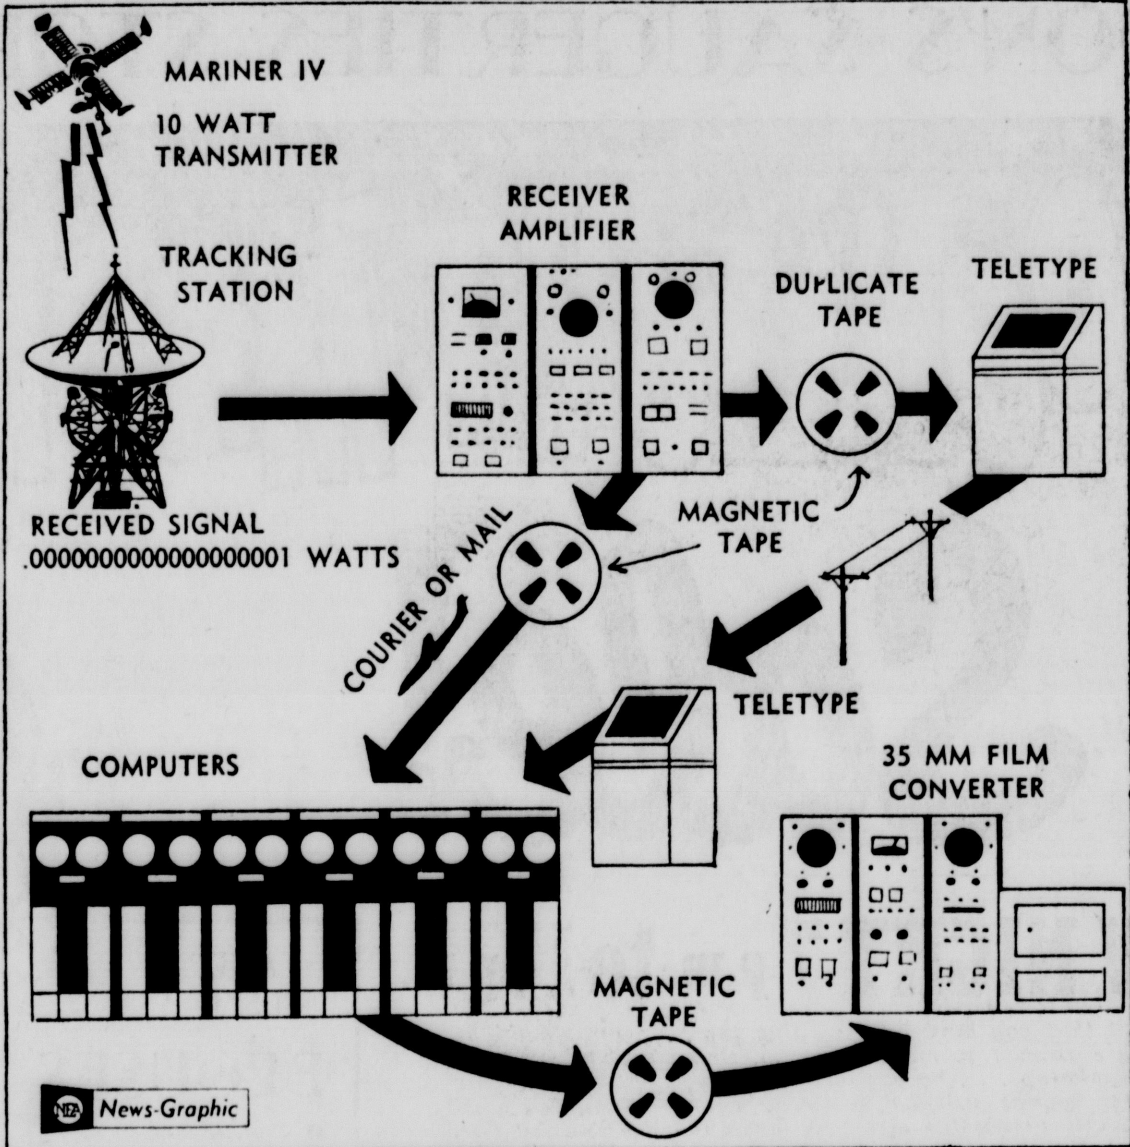 MARINER IV
10 WATT
TRANSMITTER
TRACKING
STATION
RECEIVED SIGNAL
.0000000000000000001 WATTS
RECEIVER
AMPLIFIER
DUPLICATE
TAPE
TELETYPE
MAGNETIC
TAPE
COURIER OR MAIL
TELETYPE
COMPUTERS
35 MM FILM
CONVERTER
MAGNETIC
TAPE
NEA News-Graphic